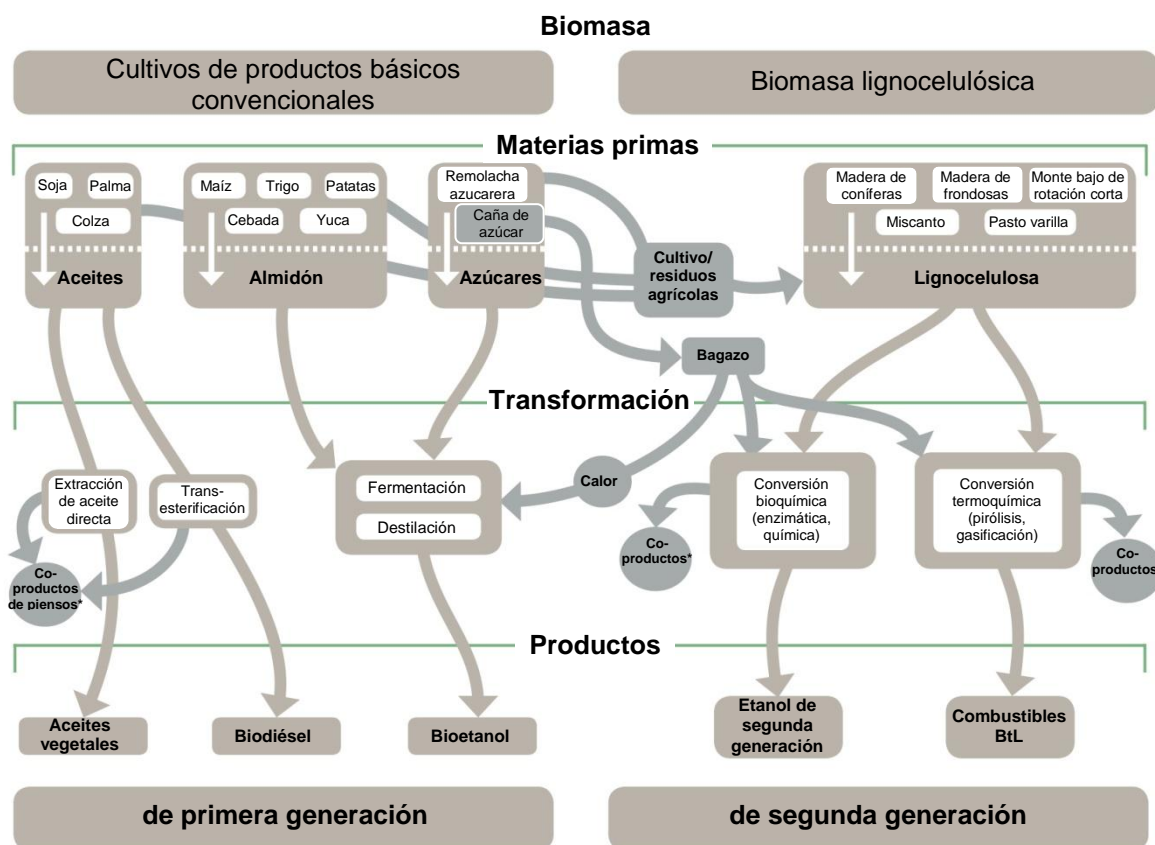 Biomasa
Cultivos de productos básicos
convencionales
Biomasa lignocelulósica
Materias primas
Soja
Palma
Colza
Aceites
Maíz
Trigo
Patatas
Cebada
Yuca
Almidón
Remolacha
azucarera
Caña de
azúcar
Azúcares
Cultivo/
residuos
agrícolas
Madera de
coníferas
Madera de
frondosas
Monte bajo de
rotación corta
Miscanto
Pasto varilla
Lignocelulosa
Bagazo
Transformación
Extracción
de aceite
directa
Trans-
esterificación
Fermentación
Destilación
Calor
Conversión
bioquímica
(enzimática,
química)
Conversión
termoquímica
(pirólisis,
gasificación)
Co-
productos
de piensos*
Co-
productos*
Co-
productos
Productos
Aceites
vegetales
Biodiésel
Bioetanol
Etanol de
segunda
generación
Combustibles
BtL
de primera generación
de segunda generación